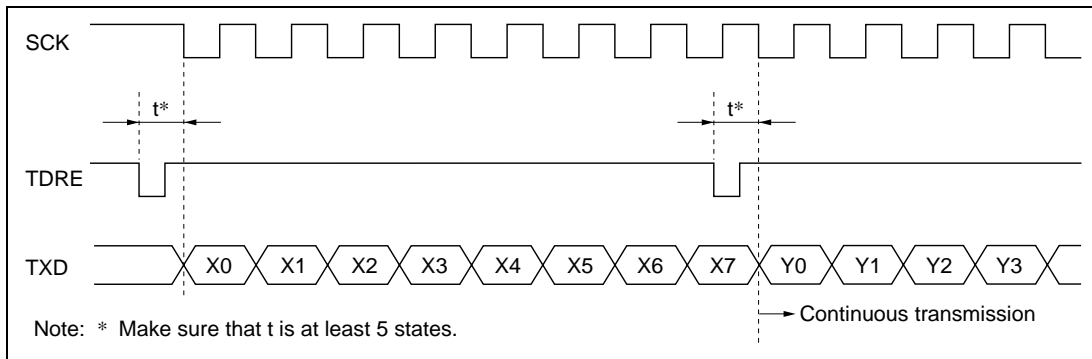 SCK
t* t*
TDRE
TXD X0 X1 X2 X3 X4 X5 X6 X7 Y0 Y1 Y2 Y3
Continuous transmission
Note: * Make sure that t is at least 5 states.